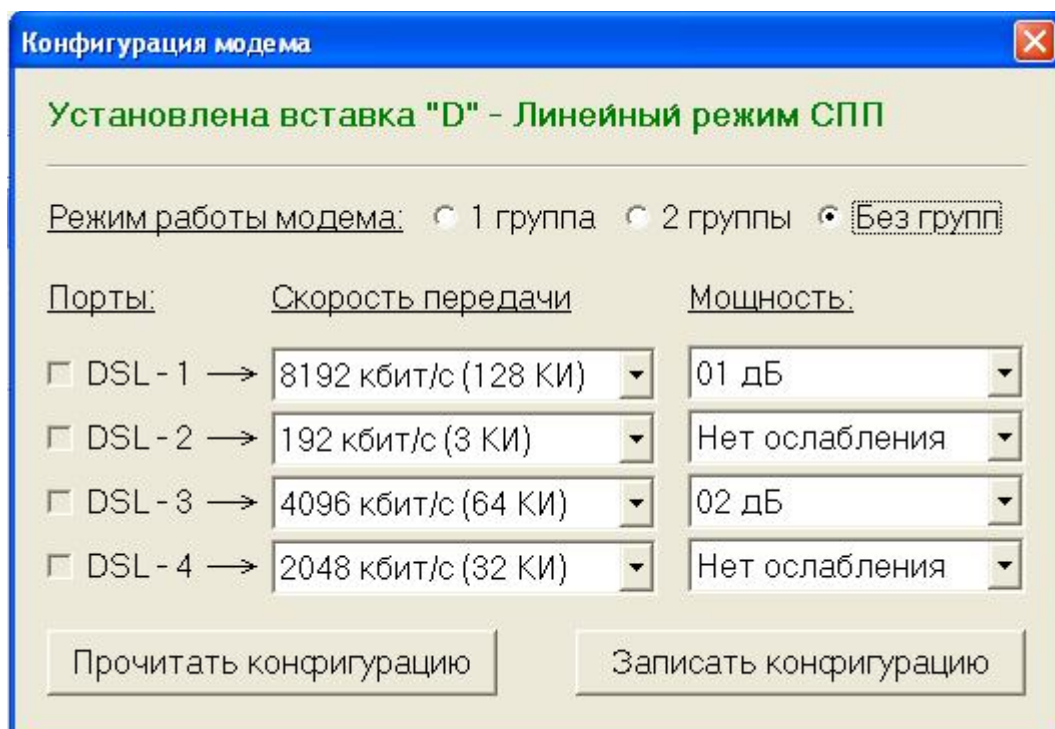 Конфигурация модема
Установлена вставка "D" - Линейный режим СПП
Режим работы модема: 1 группа 2 группы Без групп
Порты: Скорость передачи Мощность:
DSL - 1 → 8192 кбит/с (128 КИ) 01 дБ
DSL - 2 → 192 кбит/с (3 КИ) Нет ослабления
DSL - 3 → 4096 кбит/с (64 КИ) 02 дБ
DSL - 4 → 2048 кбит/с (32 КИ) Нет ослабления
Прочитать конфигурацию Записать конфигурацию